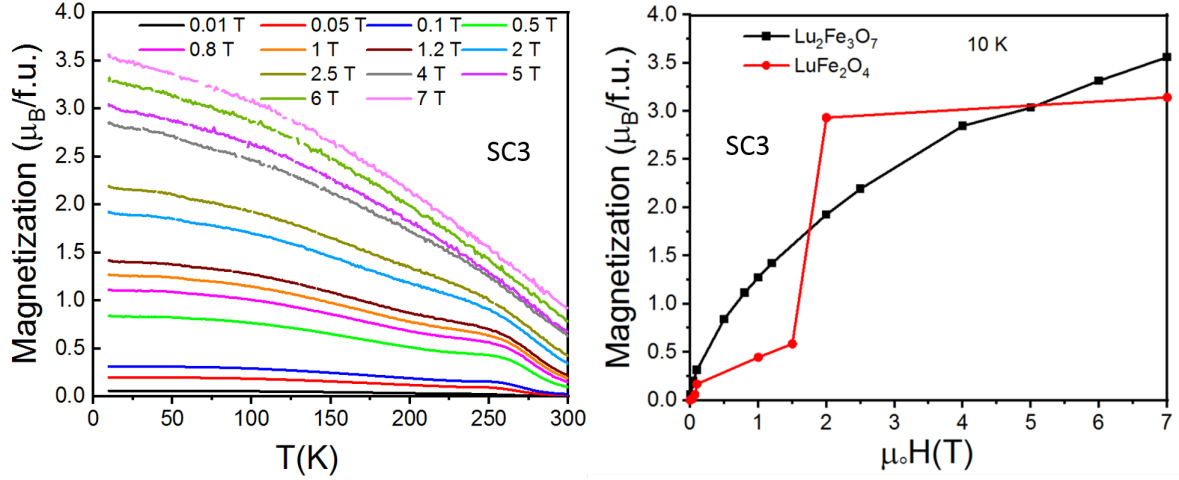 0.01 T 0.05 T 0.1 T 0.5 T
0.8 T 1 T 1.2 T 2 T
2.5 T 4 T 5 T
6 T 7 T
SC3
Magnetization (μB/f.u.)
4.0
3.5
3.0
2.5
2.0
1.5
1.0
0.5
0.0
0 50 100 150 200 250 300
T(K)
Lu2Fe3O7 10 K
LuFe2O4
SC3
Magnetization (μB/f.u.)
4.0
3.5
3.0
2.5
2.0
1.5
1.0
0.5
0.0
0 1 2 3 4 5 6 7
μ∘H(T)